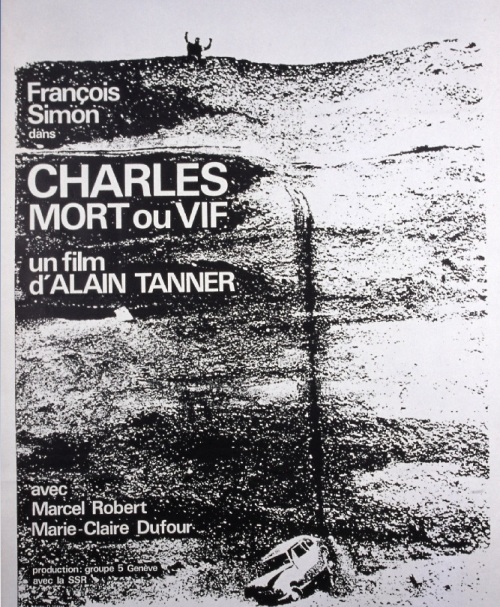 François
Simon
dans
CHARLES
MORT ou VIF
un film
d'ALAIN TANNER
avec
Marcel Robert
Marie-Claire Dufour
production: groupe 5 Genève
avec la SSR